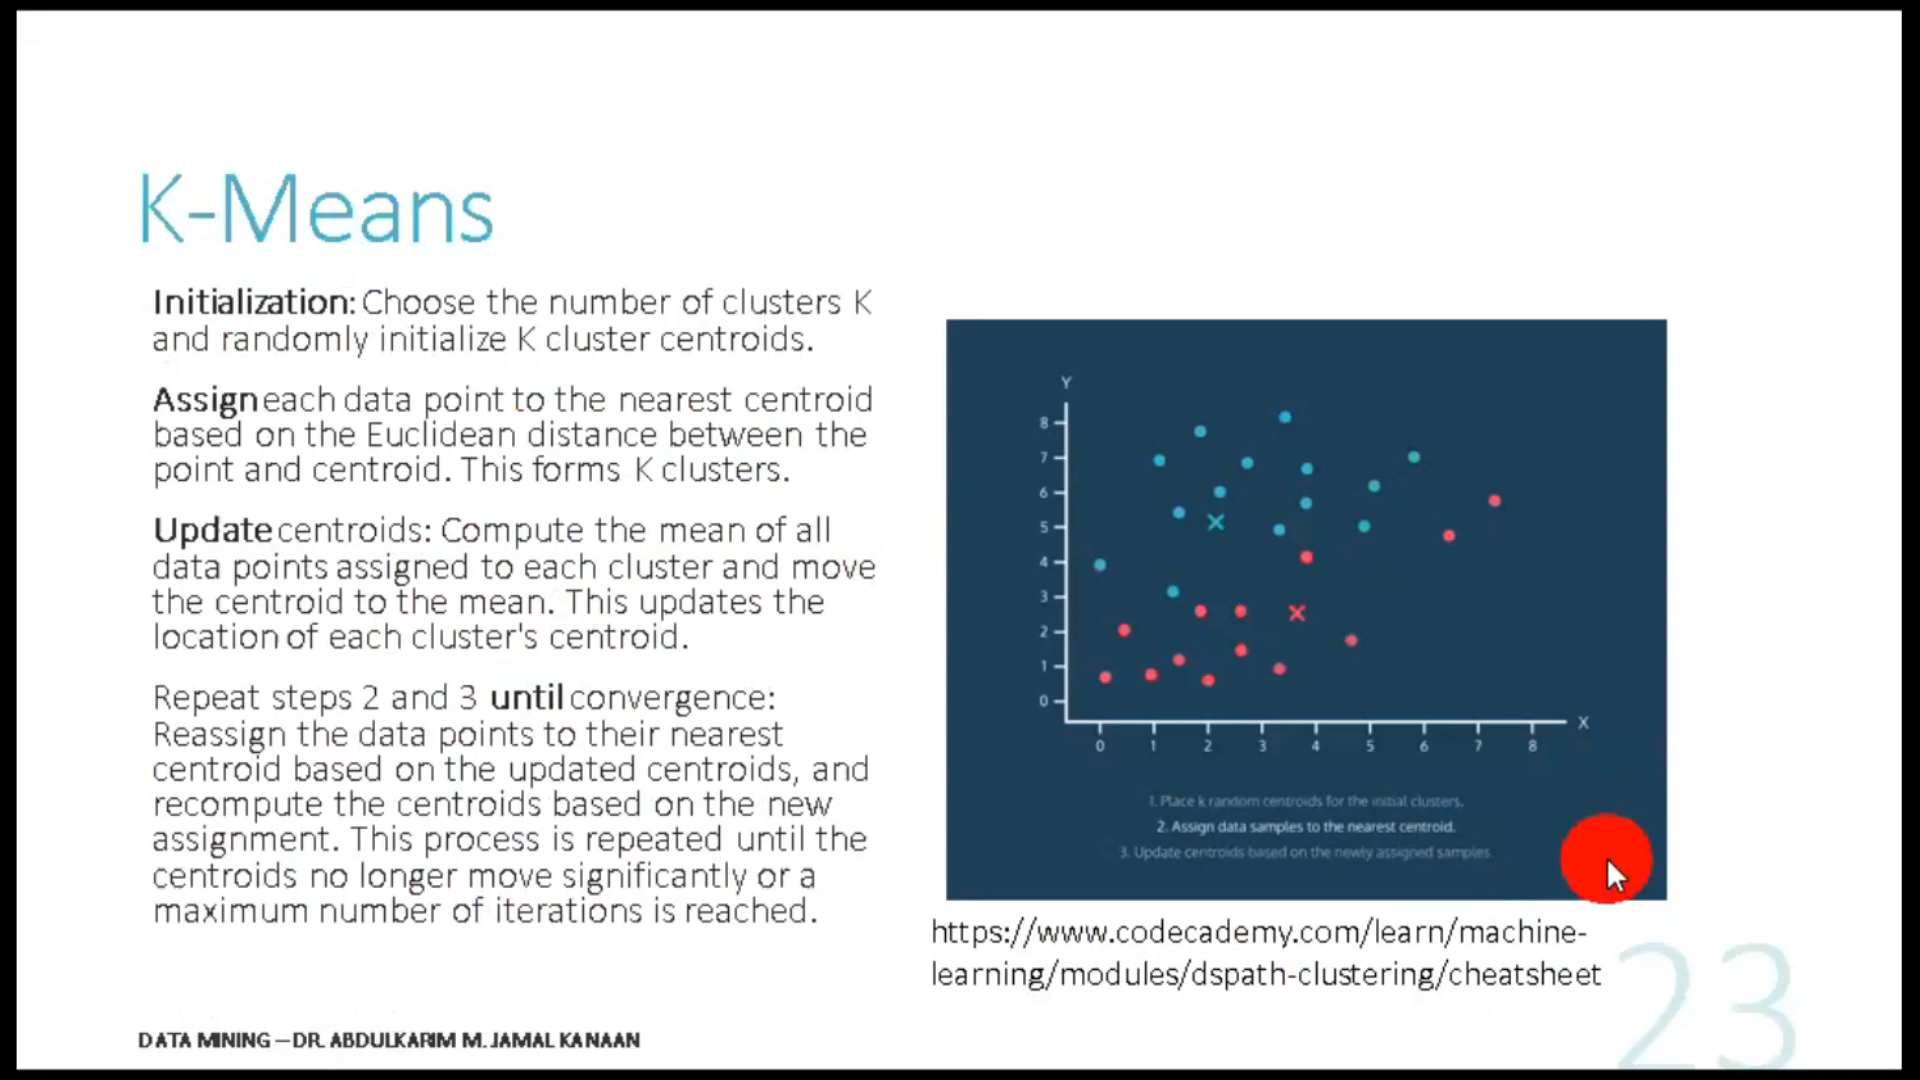 K-Means
Initialization: Choose the number of clusters K
and randomly initialize K cluster centroids.
Assign each data point to the nearest centroid
based on the Euclidean distance between the
point and centroid. This forms K clusters.
Update centroids: Compute the mean of all
data points assigned to each cluster and move
the centroid to the mean. This updates the
location of each cluster's centroid.
Repeat steps 2 and 3 until convergence:
Reassign the data points to their nearest
centroid based on the updated centroids, and
recompute the centroids based on the new
assignment. This process is repeated until the
centroids no longer move significantly or a
maximum number of iterations is reached.
Y
8
7
6
5
4
3
2
1
0
X
0 1 2 3 4 5 6 7 8
1. Place k random centroids for the initial clusters.
2. Assign data samples to the nearest centroid.
3. Update centroids based on the newly assigned samples.
https://www.codecademy.com/learn/machine-
learning/modules/dspath-clustering/cheatsheet
DATA MINING – DR. ABDULKARIM M. JAMAL KANAAN
23